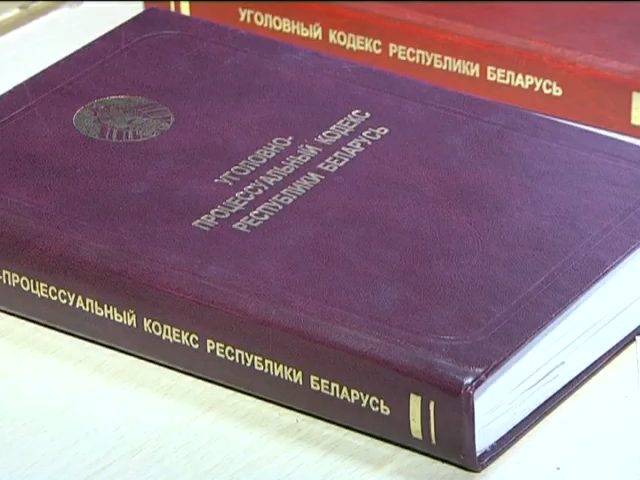 УГОЛОВНЫЙ КОДЕКС РЕСПУБЛИКИ БЕЛАРУСЬ
УГОЛОВНО-
ПРОЦЕССУАЛЬНЫЙ КОДЕКС
РЕСПУБЛИКИ БЕЛАРУСЬ
-ПРОЦЕССУАЛЬНЫЙ КОДЕКС РЕСПУБЛИКИ БЕЛАРУСЬ